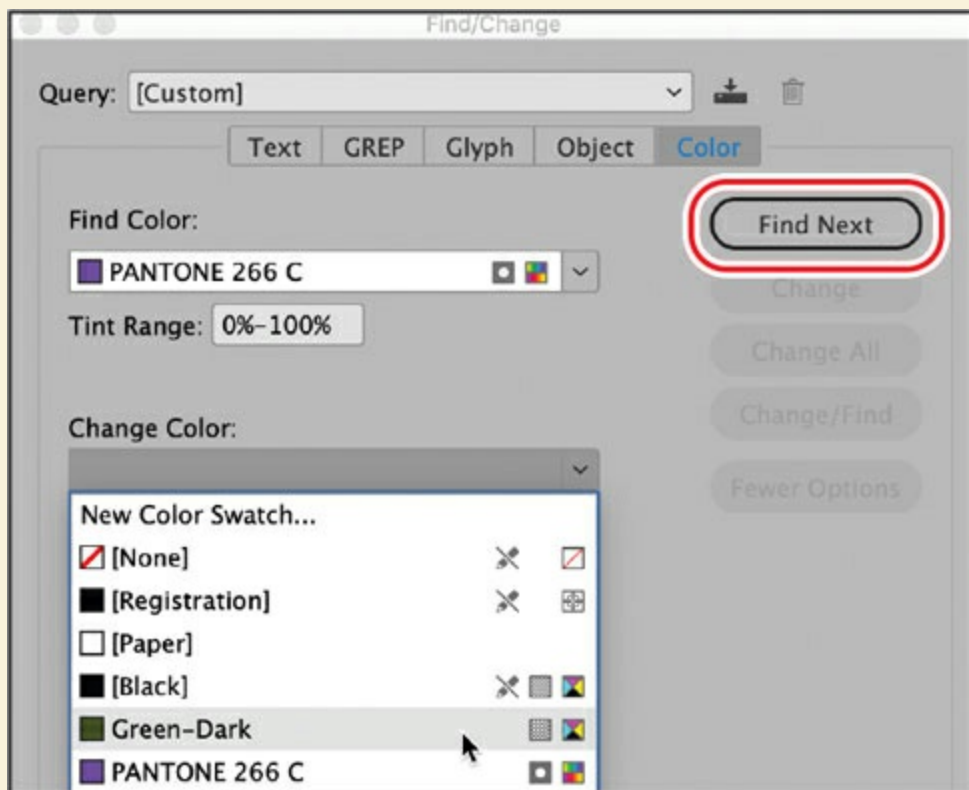 Find/Change
Query: [Custom]
Text GREP Glyph Object Color
Find Color:
Find Next
PANTONE 266 C
Change
Tint Range: 0%–100%
Change All
Change/Find
Change Color:
Fewer Options
New Color Swatch...
[None]
[Registration]
[Paper]
[Black]
Green-Dark
PANTONE 266 C